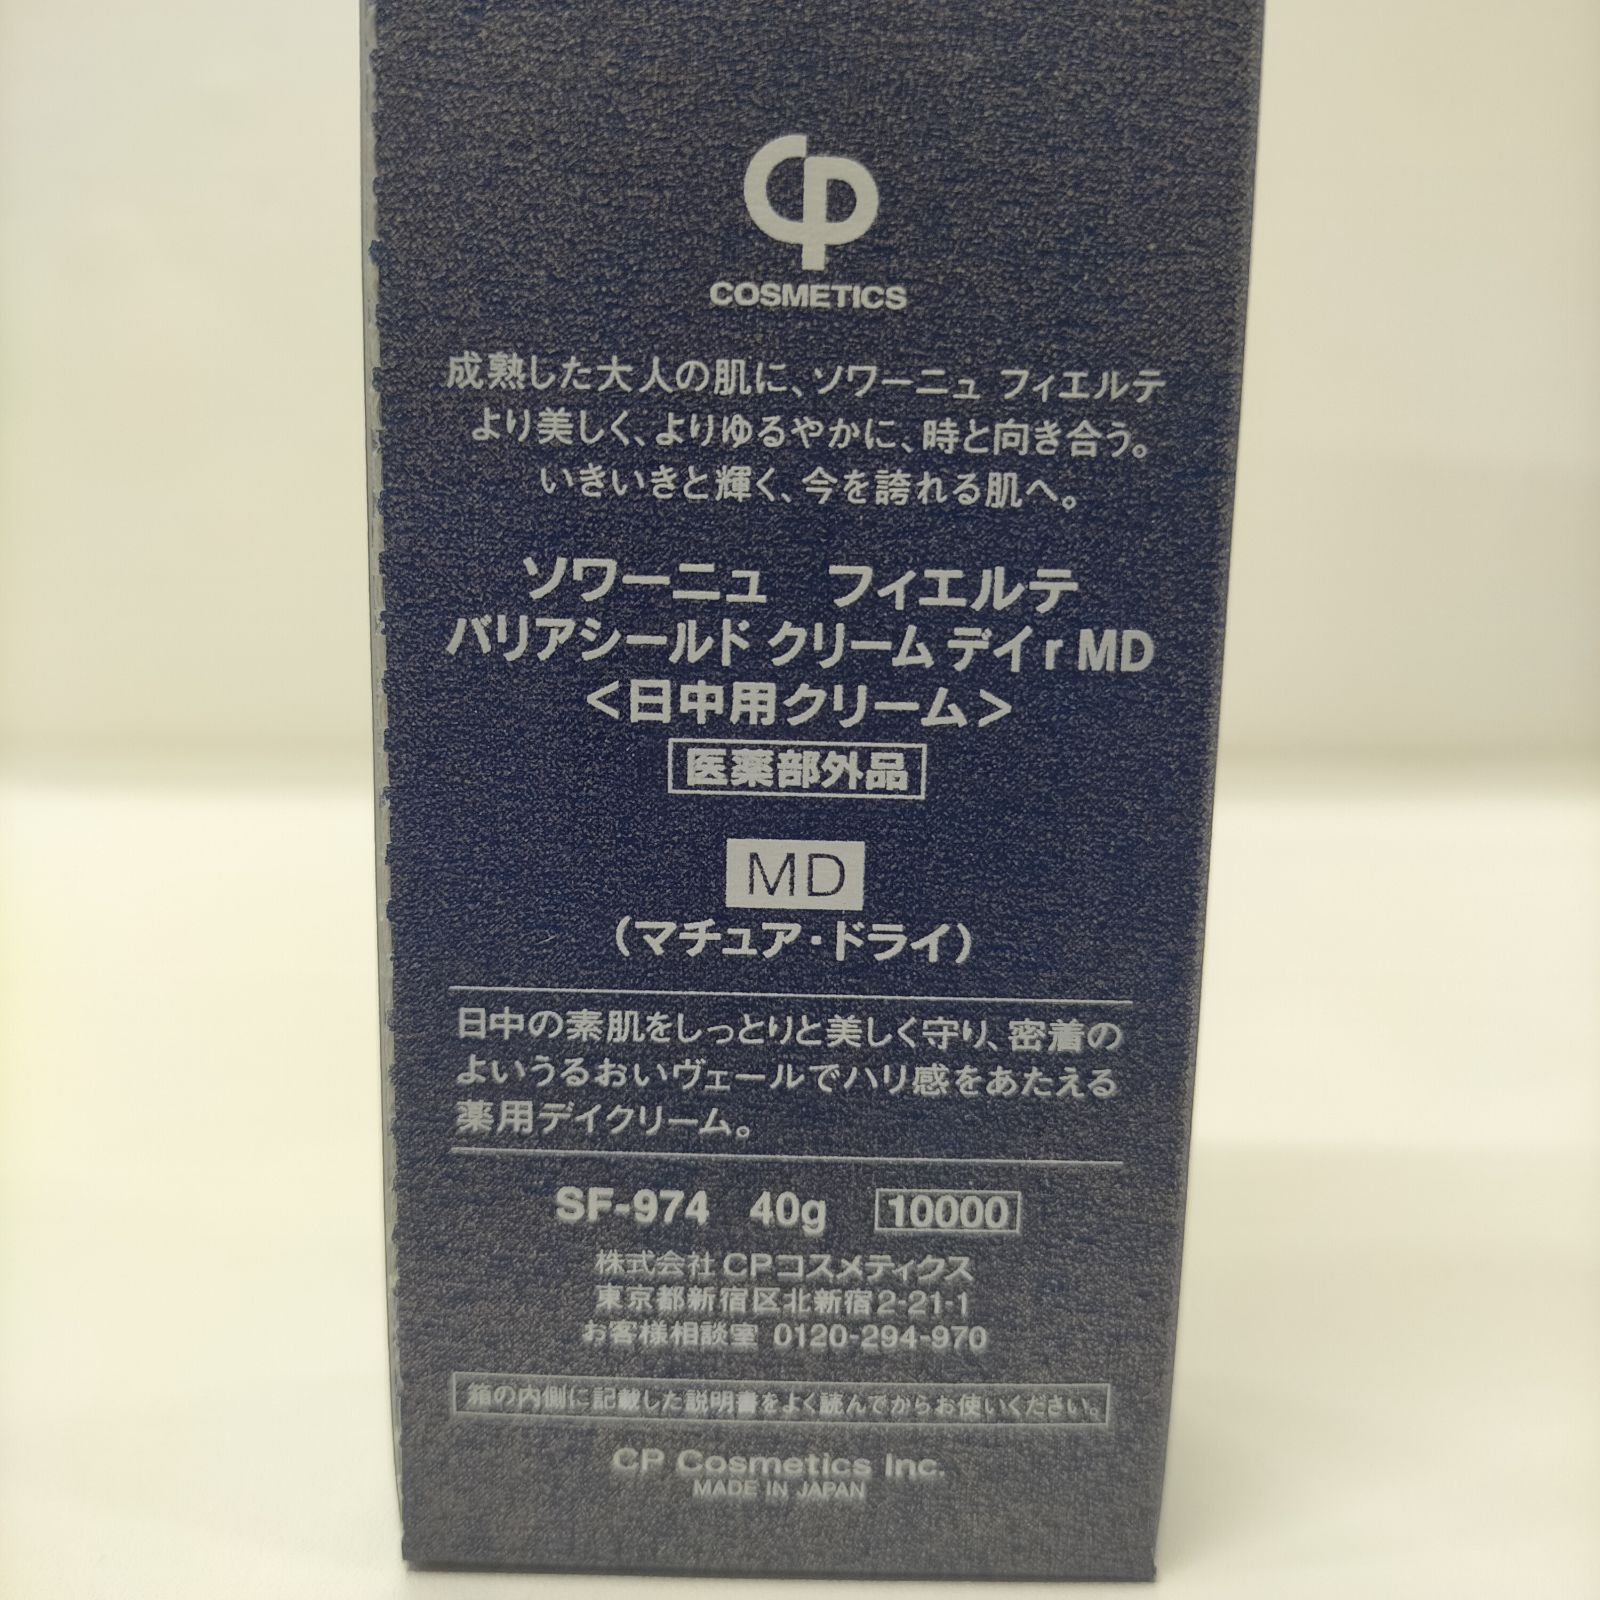 CP
COSMETICS
成熟した大人の肌に、ソワーニュ フィエルテ
より美しく、よりゆるやかに、時と向き合う。
いきいきと輝く、今を誇れる肌へ。
ソワーニュ フィエルテ
バリアシールド クリーム デイ r MD
＜日中用クリーム＞
医薬部外品
MD
（マチュア・ドライ）
日中の素肌をしっとりと美しく守り、密着の
よいうるおいヴェールでハリ感をあたえる
薬用デイクリーム。
SF-974 40g 10000
株式会社 CPコスメティクス
東京都新宿区北新宿2-21-1
お客様相談室 0120-294-970
箱の内側に記載した説明書をよく読んでからお使いください。
CP Cosmetics Inc.
MADE IN JAPAN